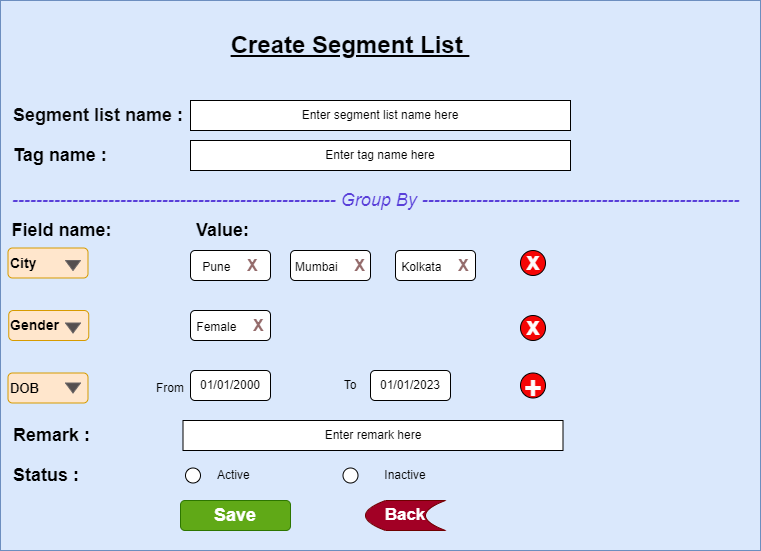 Create Segment List
Segment list name : Enter segment list name here
Tag name : Enter tag name here
------------------------------------------------------ Group By -----------------------------------------------------
Field name: Value:
City Pune X Mumbai X Kolkata X X
Gender Female X X
DOB From 01/01/2000 To 01/01/2023 +
Remark : Enter remark here
Status : Active Inactive
Save Back